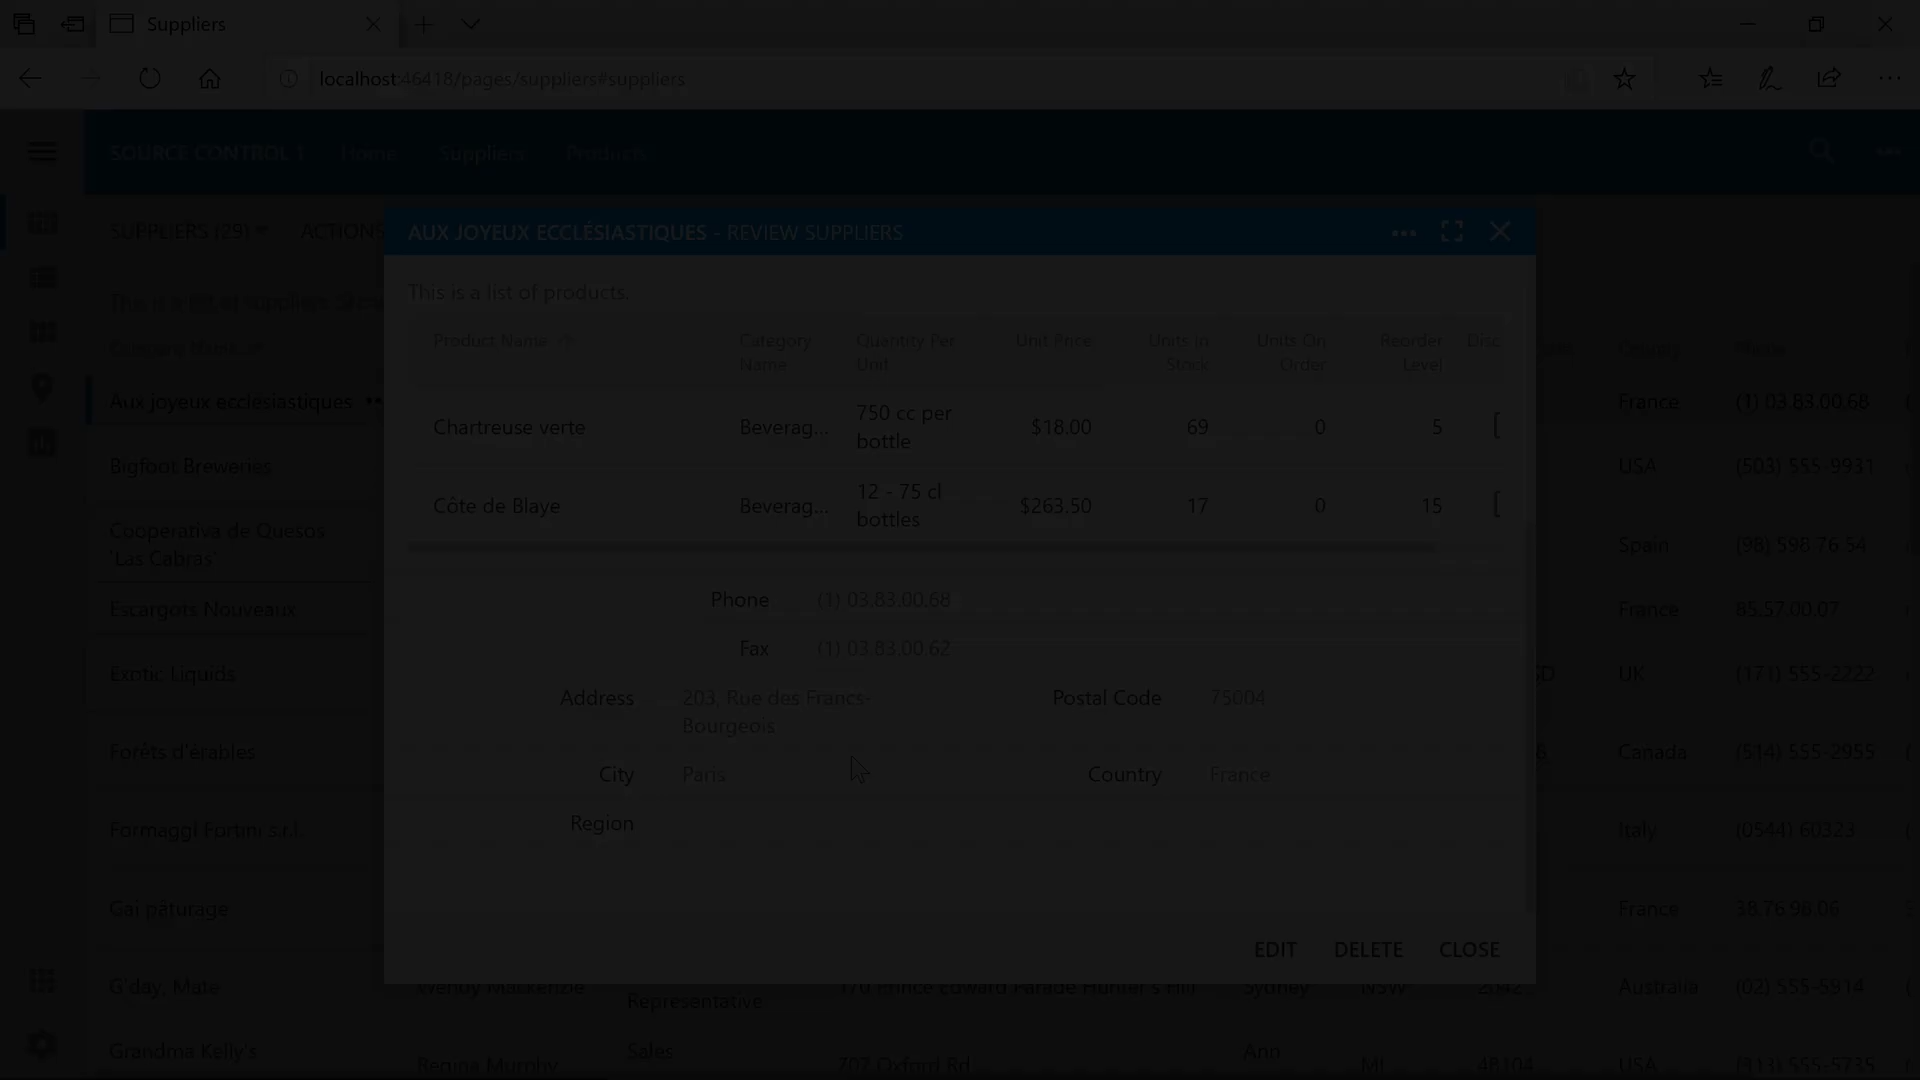 Suppliers
localhost:46418/pages/suppliers#suppliers
SOURCE CONTROL 1 Home Suppliers Products
SUPPLIERS (29) ACTIONS
AUX JOYEUX ECCLÉSIASTIQUES - REVIEW SUPPLIERS
This is a list of products.
Product Name
Category Name
Quantity Per Unit
Unit Price
Units In Stock
Units On Order
Reorder Level
Disc
Chartreuse verte Beverag... 750 cc per bottle $18.00 69 0 5
Côte de Blaye Beverag... 12 - 75 cl bottles $263.50 17 0 15
Phone (1) 03.83.00.68
Fax (1) 03.83.00.62
Address 203, Rue des Francs-
Bourgeois
Postal Code 75004
City Paris Country France
Region
EDIT DELETE CLOSE
This is a list of suppliers.
Company Name
Country Phone
Aux joyeux ecclésiastiques France (1) 03.83.00.68
Bigfoot Breweries USA (503) 555-9931
Cooperativa de Quesos
'Las Cabras' Spain (98) 598 76 54
Escargots Nouveaux France 85.57.00.07
Exotic Liquids UK (171) 555-2222
Forêts d'érables Canada (514) 555-2955
Formaggi Fortini s.r.l. Italy (0544) 60323
Gai pâturage France 38.76.98.06
G'day, Mate Wendy Mackenzie Representative 170 Prince Edward Parade Hunter's Hill Sydney NSW 2042 Australia (02) 555-5914
Grandma Kelly's Regina Murphy Sales 707 Oxford Rd. Ann MI 48104 USA (313) 555-5735